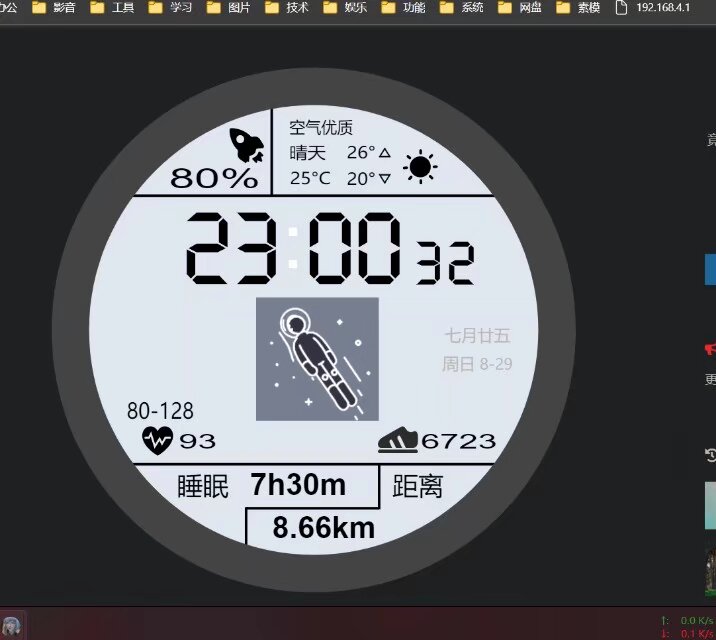 办公 影音 工具 学习 图片 技术 娱乐 功能 系统 网盘 素模 192.168.4.1
空气优质
晴天 26°△
80% 25°C 20°▽
23:00 32
七月廿五
周日 8-29
80-128
93 6723
睡眠 7h30m 距离
8.66km
更
↑: 0.0 K/s
↓: 0.1 K/s